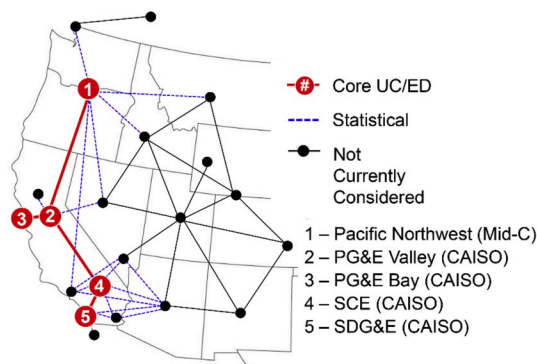 1
3
2
4
5
# Core UC/ED
Statistical
Not
Currently
Considered
1 – Pacific Northwest (Mid-C)
2 – PG&E Valley (CAISO)
3 – PG&E Bay (CAISO)
4 – SCE (CAISO)
5 – SDG&E (CAISO)